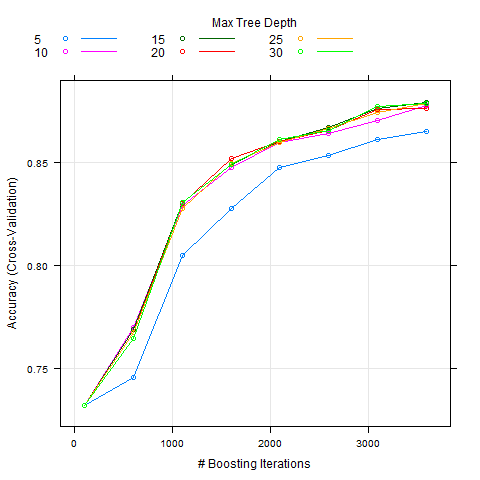 Max Tree Depth
5 15 25
10 20 30
Accuracy (Cross-Validation)
0.85
0.80
0.75
0 1000 2000 3000
# Boosting Iterations